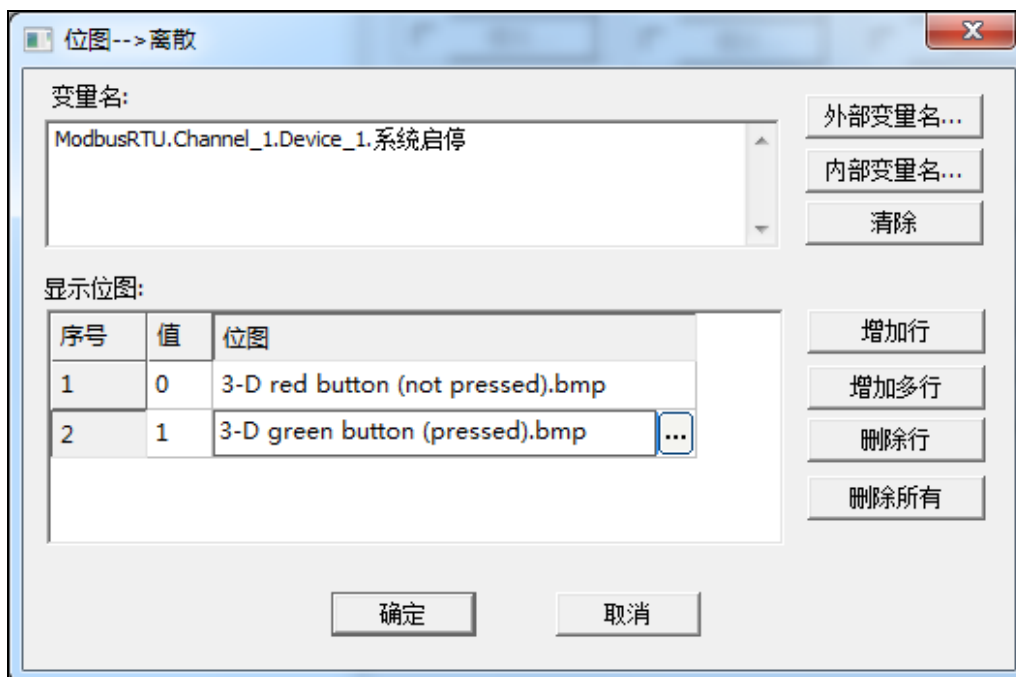 位图-->离散
变量名:
外部变量名...
ModbusRTU.Channel_1.Device_1.系统启停
内部变量名...
清除
显示位图:
序号 值 位图
增加行
1 0 3-D red button (not pressed).bmp
增加多行
2 1 3-D green button (pressed).bmp ...
删除行
删除所有
确定 取消